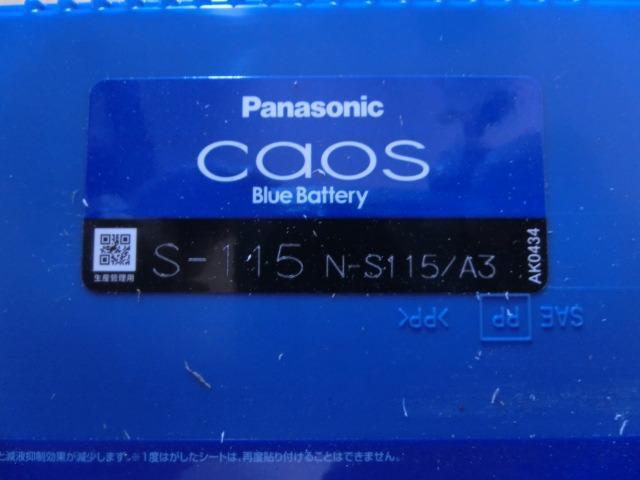 Panasonic
caos
Blue Battery
生産管理用
S-115 N-S115/A3
AK0434
>PP<
PP
SAE
と減液抑制効果が減少します。※1度はがしたシートは、再度貼り付けることはできません。